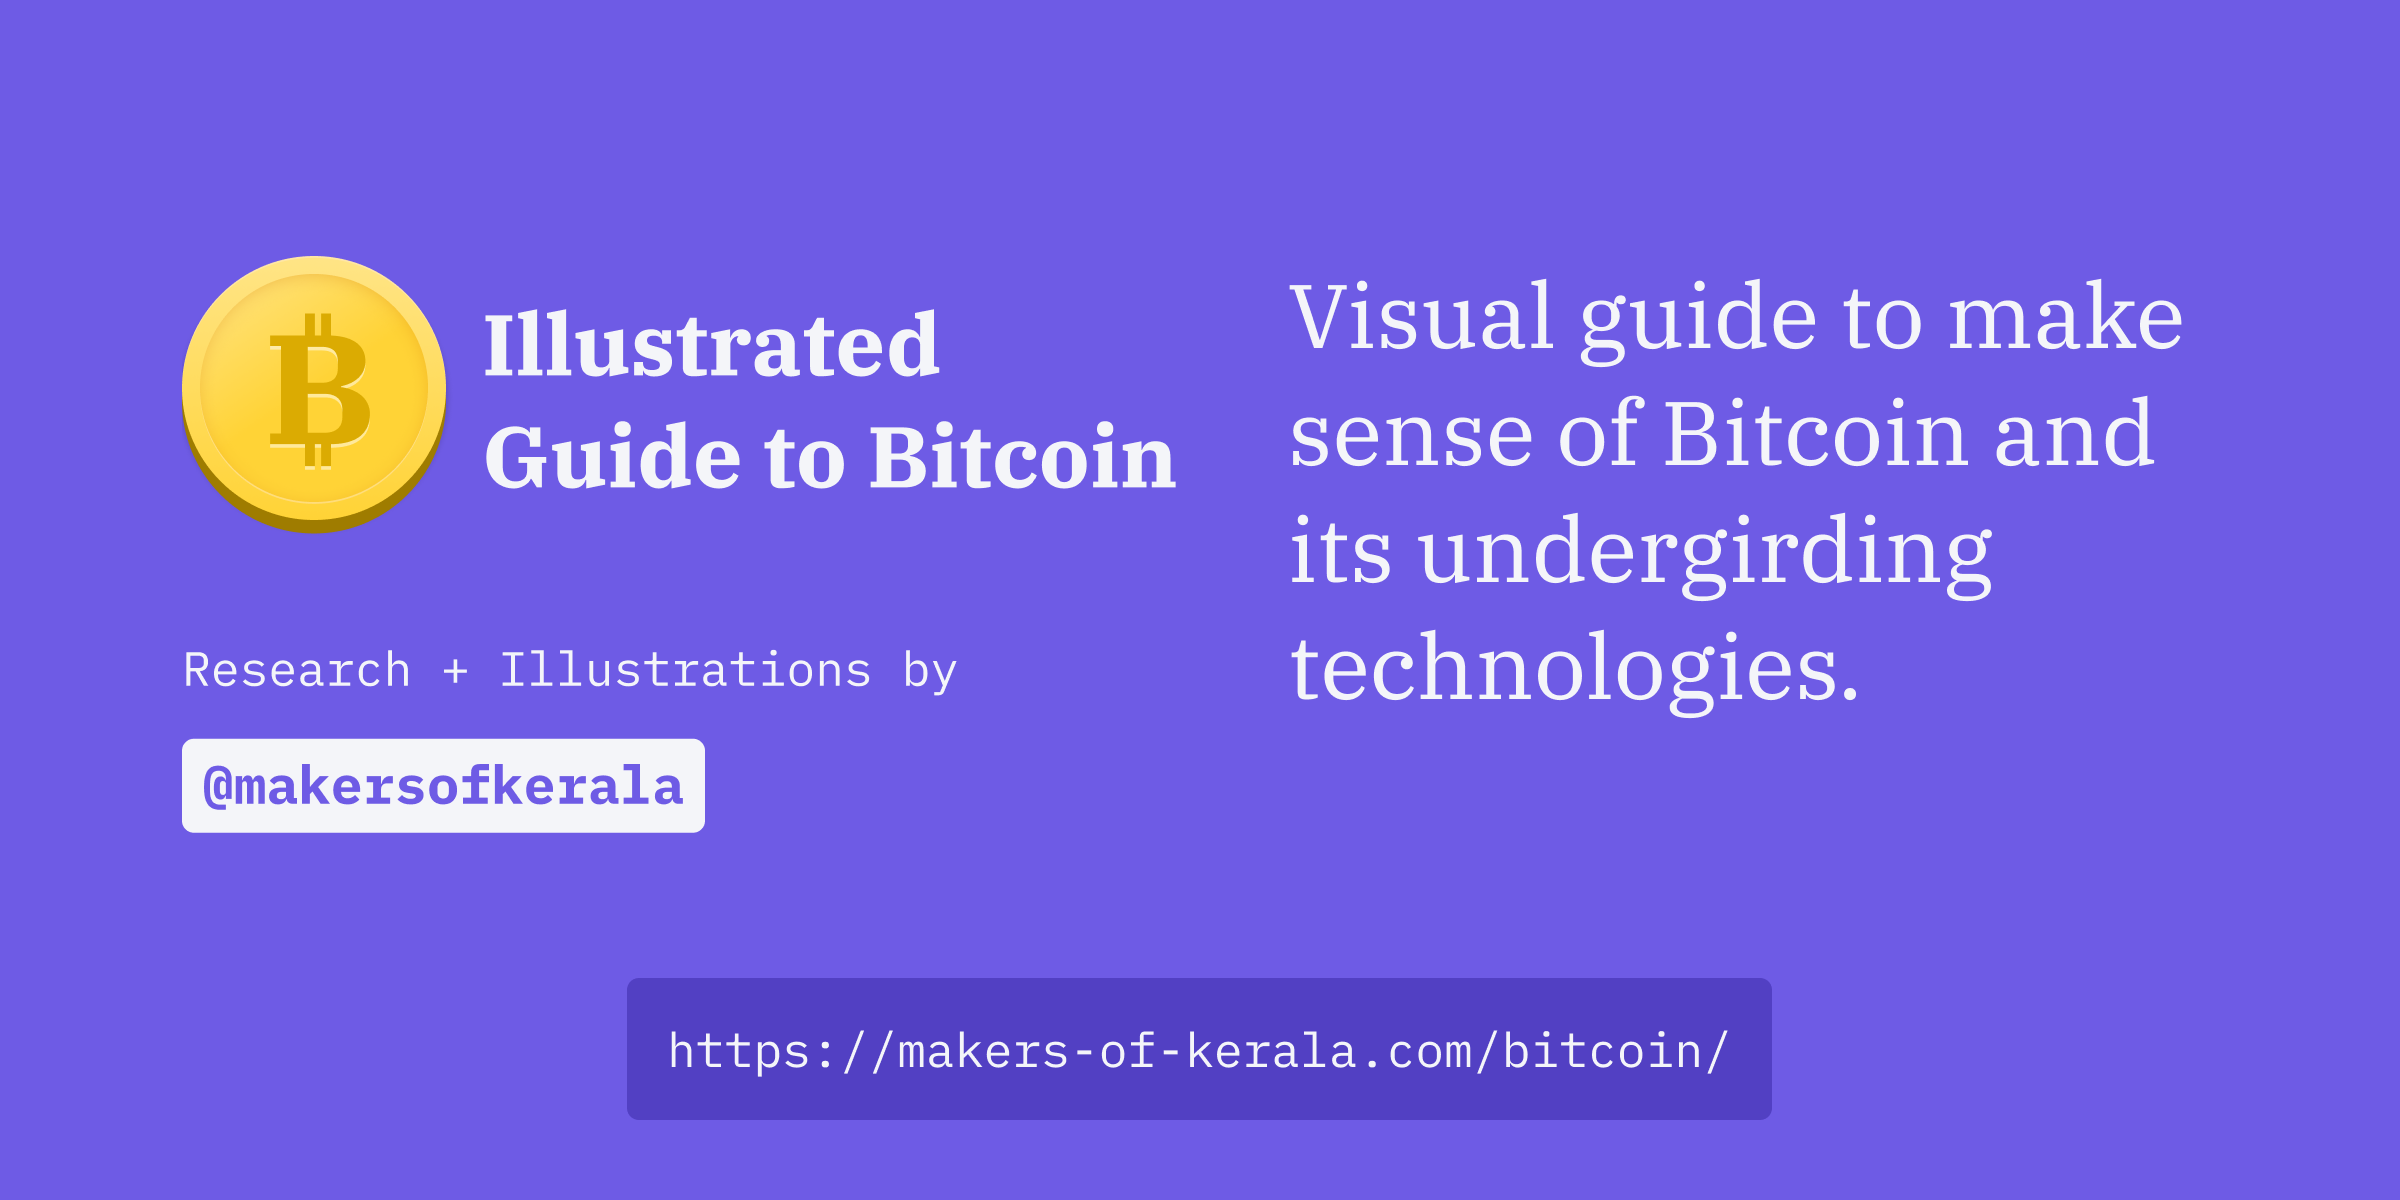 Illustrated
Guide to Bitcoin
Research + Illustrations by
@makersofkerala
Visual guide to make
sense of Bitcoin and
its undergirding
technologies.
https://makers-of-kerala.com/bitcoin/